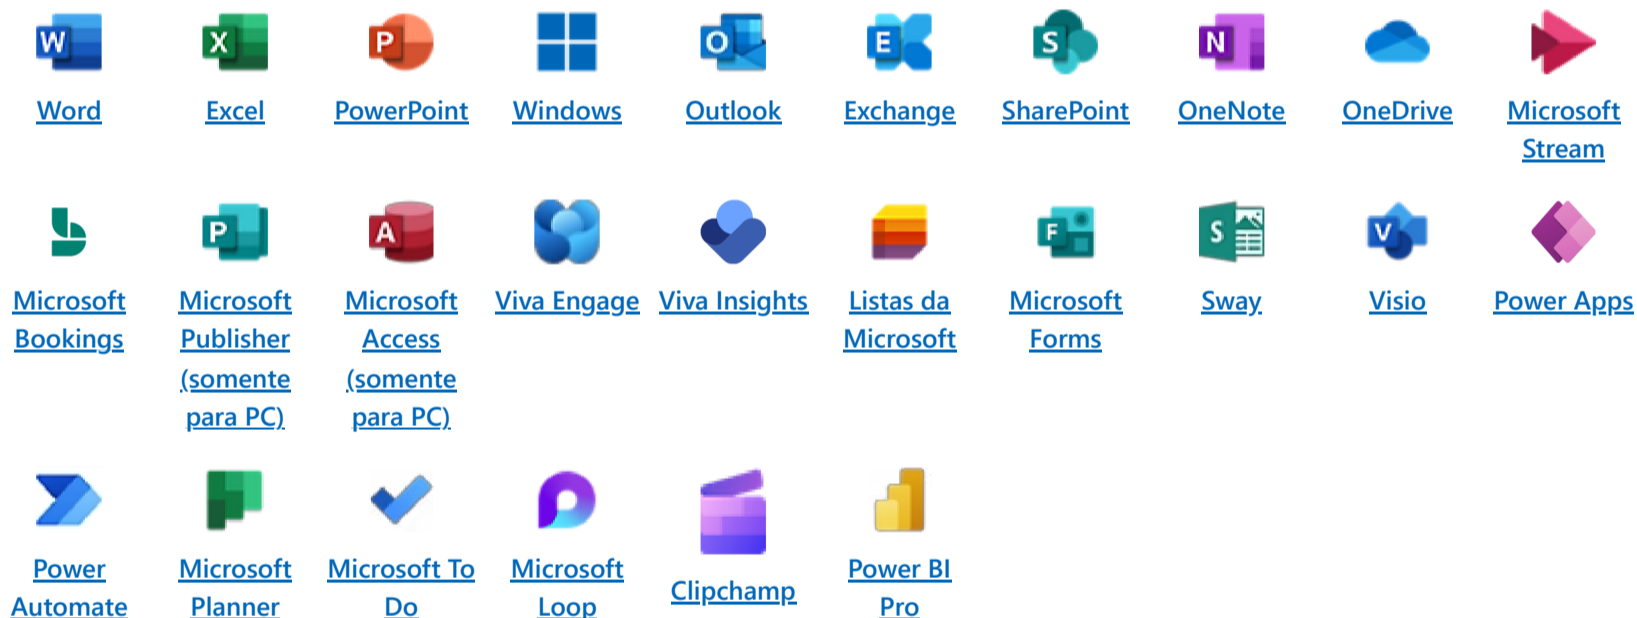 W X P O E S N
Word Excel PowerPoint Windows Outlook Exchange SharePoint OneNote OneDrive Microsoft
Stream
P A F S V
Microsoft Microsoft Microsoft Viva Engage Viva Insights Listas da Microsoft Sway Visio Power Apps
Bookings Publisher Access Microsoft Forms
(somente (somente
para PC) para PC)
Power Microsoft Microsoft To Microsoft Clipchamp Power BI
Automate Planner Do Loop Pro